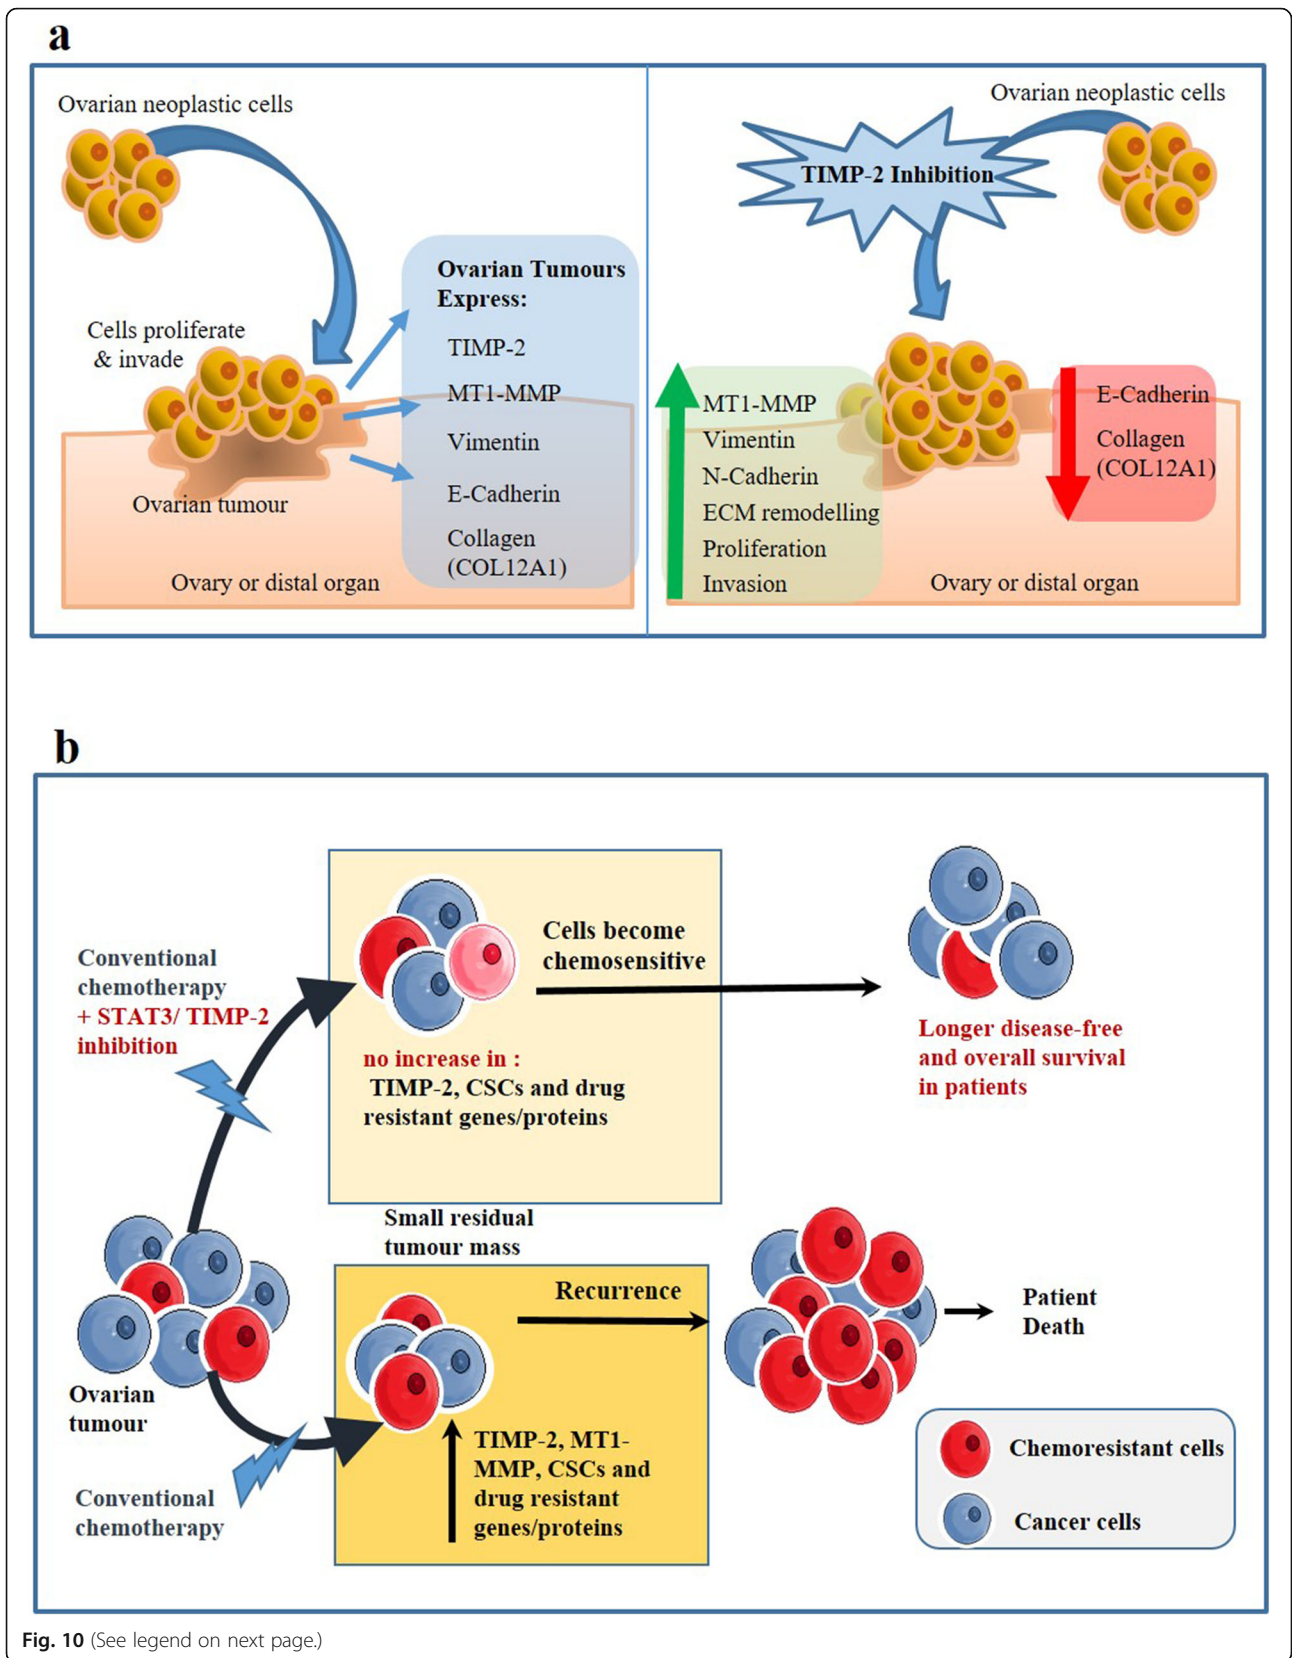 a
Ovarian neoplastic cells
Cells proliferate
& invade
Ovarian tumour
Ovary or distal organ
Ovarian Tumours
Express:
TIMP-2
MT1-MMP
Vimentin
E-Cadherin
Collagen
(COL12A1)
Ovarian neoplastic cells
TIMP-2 Inhibition
MT1-MMP
Vimentin
N-Cadherin
ECM remodelling
Proliferation
Invasion
E-Cadherin
Collagen
(COL12A1)
Ovary or distal organ
b
Conventional
chemotherapy
+ STAT3/ TIMP-2
inhibition
no increase in :
TIMP-2, CSCs and drug
resistant genes/proteins
Cells become
chemosensitive
Longer disease-free
and overall survival
in patients
Small residual
tumour mass
Ovarian
tumour
Conventional
chemotherapy
Recurrence
TIMP-2, MT1-
MMP, CSCs and
drug resistant
genes/proteins
Patient
Death
Chemoresistant cells
Cancer cells
Fig. 10 (See legend on next page.)